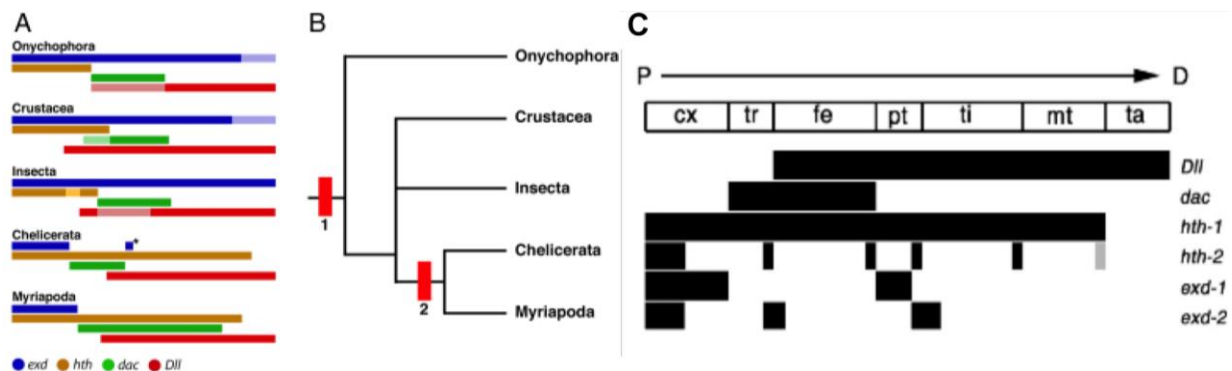 A
Onychophora
Crustacea
Insecta
Chelicerata
*
Myriapoda
exd hth dac Dll
B
Onychophora
Crustacea
Insecta
Chelicerata
Myriapoda
1
2
C
P D
cx tr fe pt ti mt ta
Dll
dac
hth-1
hth-2
exd-1
exd-2